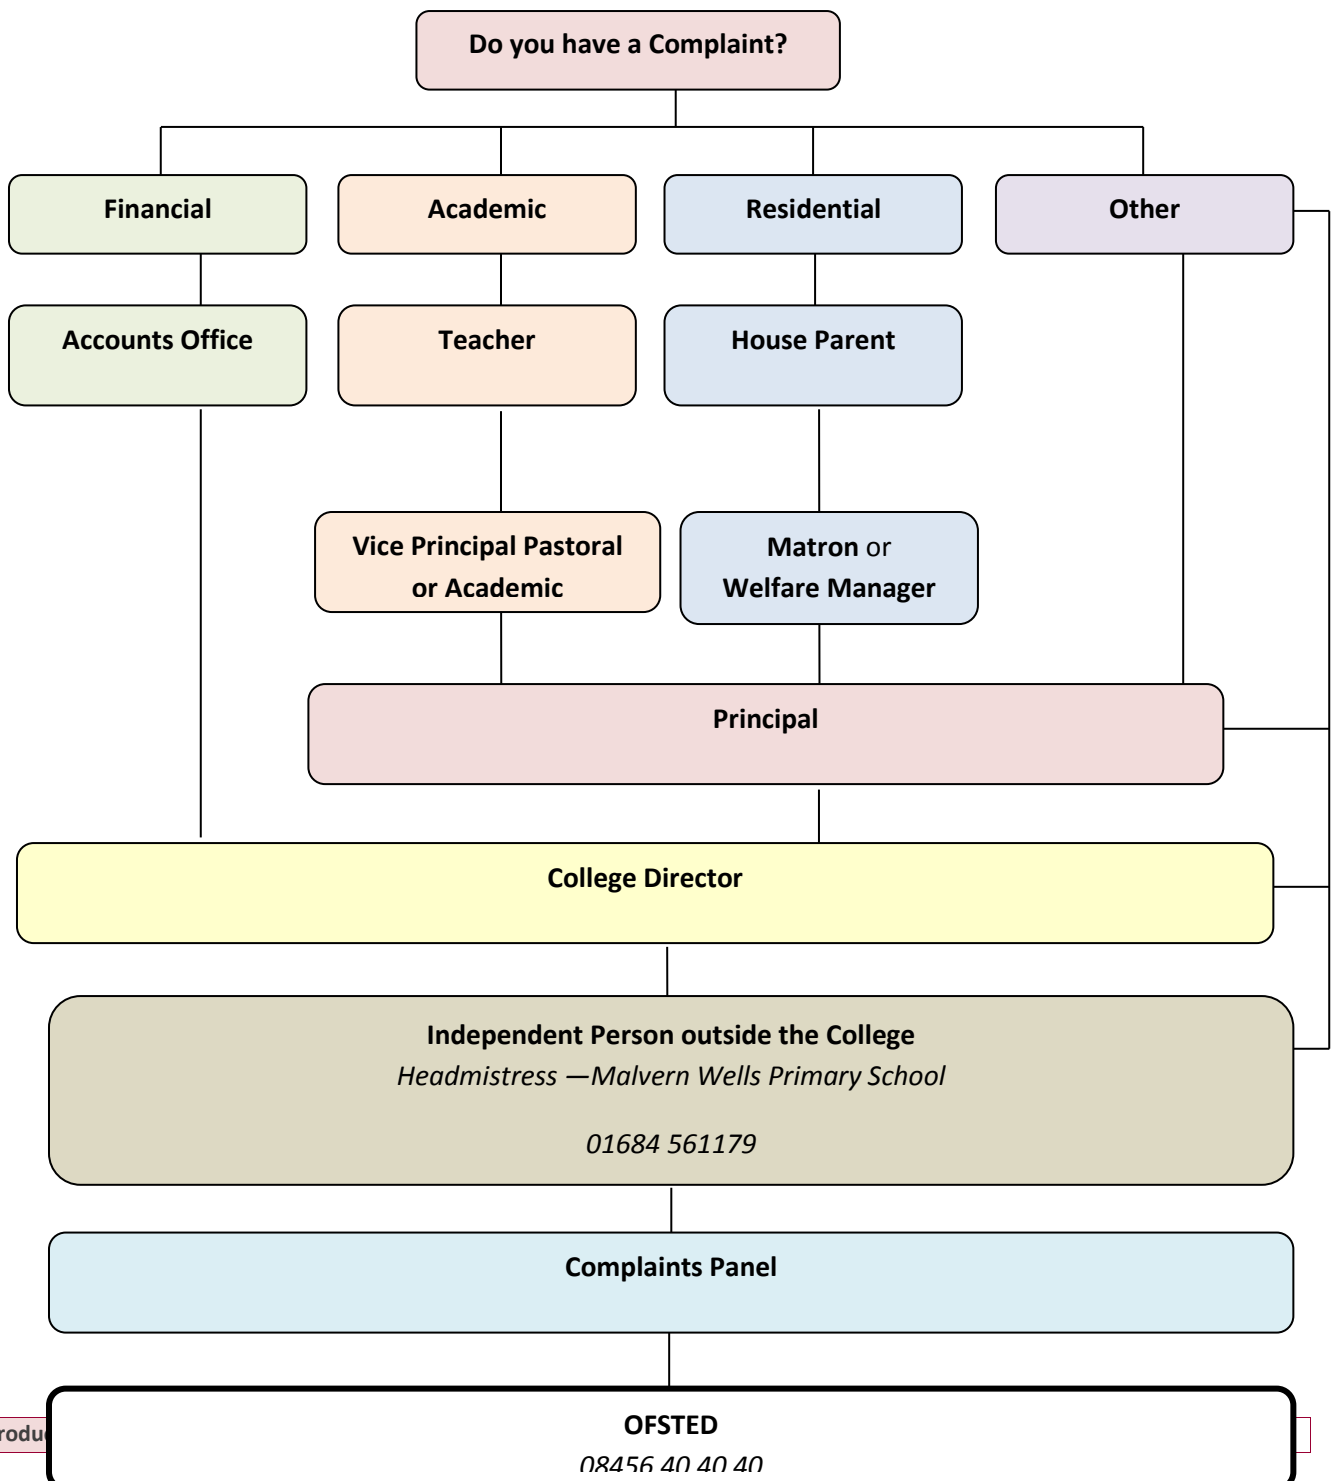 Do you have a Complaint?
Financial
Academic
Residential
Other
Accounts Office
Teacher
House Parent
Vice Principal Pastoral
or Academic
Matron or
Welfare Manager
Principal
College Director
Independent Person outside the College
Headmistress —Malvern Wells Primary School
01684 561179
Complaints Panel
OFSTED
08456 40 40 40